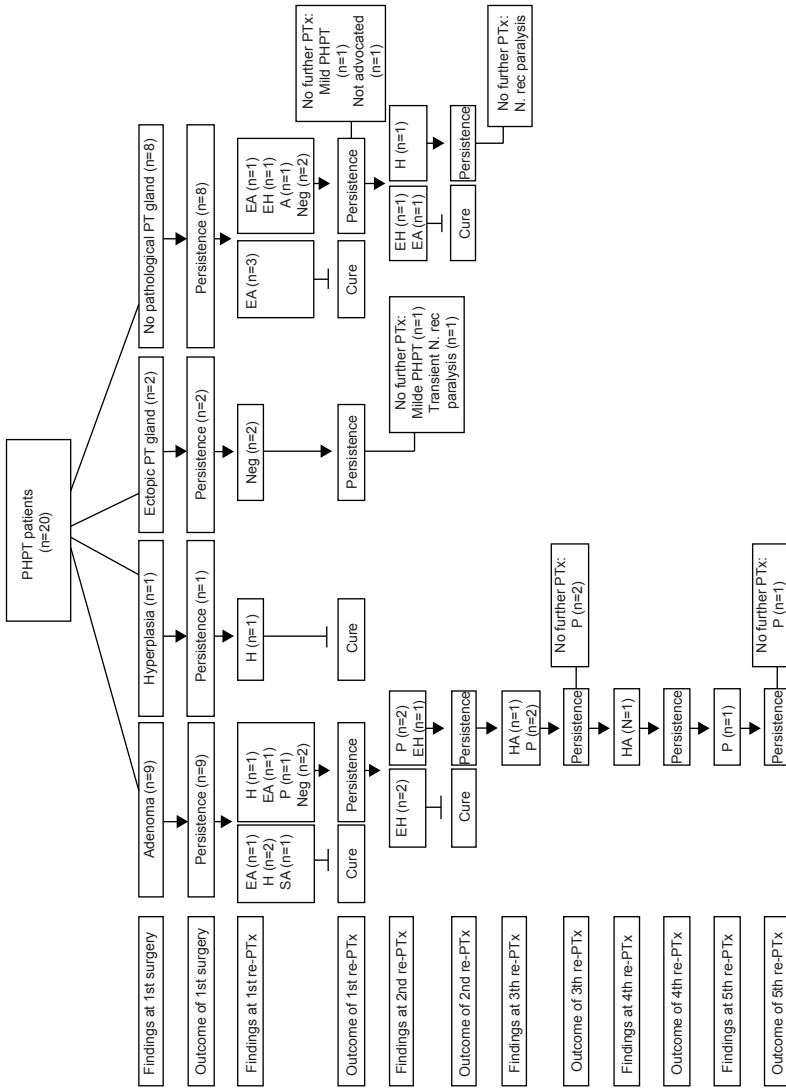 PHPT patients
(n=20)
Findings at 1st surgery
Adenoma (n=9)
Hyperplasia (n=1)
Ectopic PT gland (n=2)
No pathological PT gland (n=8)
Outcome of 1st surgery
Persistence (n=9)
Persistence (n=1)
Persistence (n=2)
Persistence (n=8)
Findings at 1st re-PTx
EA (n=1)
H (n=2)
SA (n=1)
H (n=1)
EA (n=1)
P (n=1)
Neg (n=2)
H (n=1)
Neg (n=2)
EA (n=3)
EA (n=1)
EH (n=1)
A (n=1)
Neg (n=2)
Outcome of 1st re-PTx
Cure
Persistence
Cure
Persistence
Cure
Persistence
No further PTx:
Mild PHPT
(n=1)
Not advocated
(n=1)
Findings at 2nd re-PTx
EH (n=2)
P (n=2)
EH (n=1)
No further PTx:
Milde PHPT (n=1)
Transient N. rec
paralysis (n=1)
EH (n=1)
EA (n=1)
H (n=1)
Outcome of 2nd re-PTx
Cure
Persistence
Cure
Persistence
No further PTx:
N. rec paralysis
Findings at 3th re-PTx
HA (n=1)
P (n=2)
Outcome of 3th re-PTx
Persistence
No further PTx:
P (n=2)
Findings at 4th re-PTx
HA (N=1)
Outcome of 4th re-PTx
Persistence
Findings at 5th re-PTx
P (n=1)
Outcome of 5th re-PTx
Persistence
No further PTx:
P (n=1)